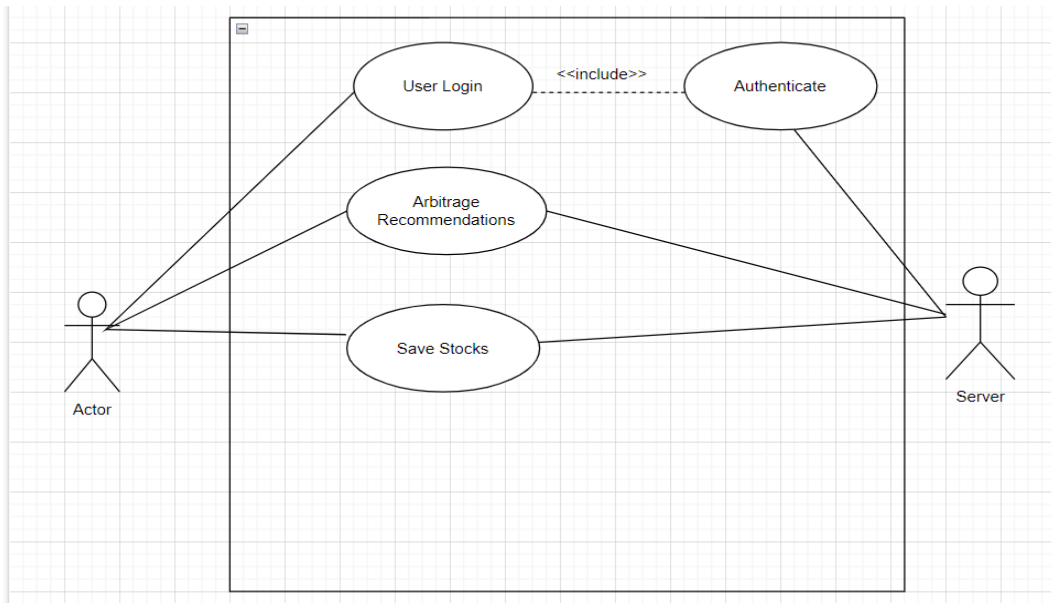 User Login
<<include>>
Authenticate
Arbitrage
Recommendations
Save Stocks
Actor
Server